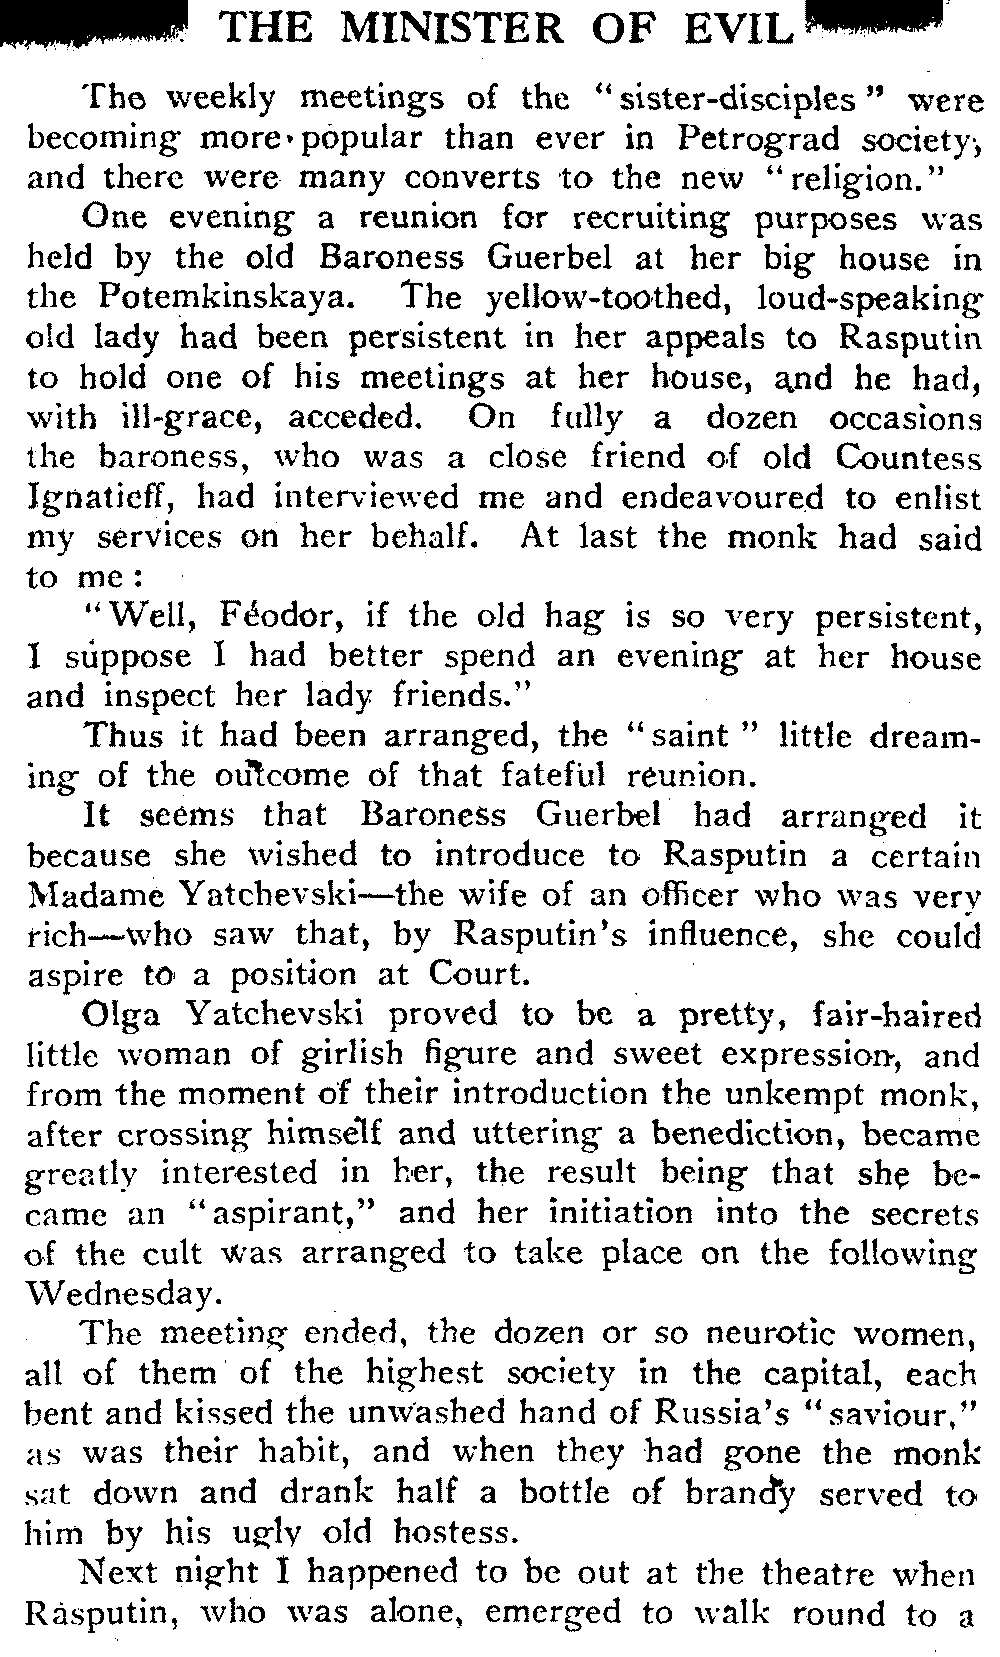 THE MINISTER OF EVIL
The weekly meetings of the "sister-disciples" were
becoming more popular than ever in Petrograd society,
and there were many converts to the new "religion."
One evening a reunion for recruiting purposes was
held by the old Baroness Guerbel at her big house in
the Potemkinskaya. The yellow-toothed, loud-speaking
old lady had been persistent in her appeals to Rasputin
to hold one of his meetings at her house, and he had,
with ill-grace, acceded. On fully a dozen occasions
the baroness, who was a close friend of old Countess
Ignatieff, had interviewed me and endeavoured to enlist
my services on her behalf. At last the monk had said
to me:
"Well, Féodor, if the old hag is so very persistent,
I suppose I had better spend an evening at her house
and inspect her lady friends."
Thus it had been arranged, the "saint" little dream-
ing of the outcome of that fateful reunion.
It seems that Baroness Guerbel had arranged it
because she wished to introduce to Rasputin a certain
Madame Yatchevski—the wife of an officer who was very
rich—who saw that, by Rasputin's influence, she could
aspire to a position at Court.
Olga Yatchevski proved to be a pretty, fair-haired
little woman of girlish figure and sweet expression, and
from the moment of their introduction the unkempt monk,
after crossing himself and uttering a benediction, became
greatly interested in her, the result being that she be-
came an "aspirant," and her initiation into the secrets
of the cult was arranged to take place on the following
Wednesday.
The meeting ended, the dozen or so neurotic women,
all of them of the highest society in the capital, each
bent and kissed the unwashed hand of Russia's "saviour,"
as was their habit, and when they had gone the monk
sat down and drank half a bottle of brandy served to
him by his ugly old hostess.
Next night I happened to be out at the theatre when
Rasputin, who was alone, emerged to walk round to a